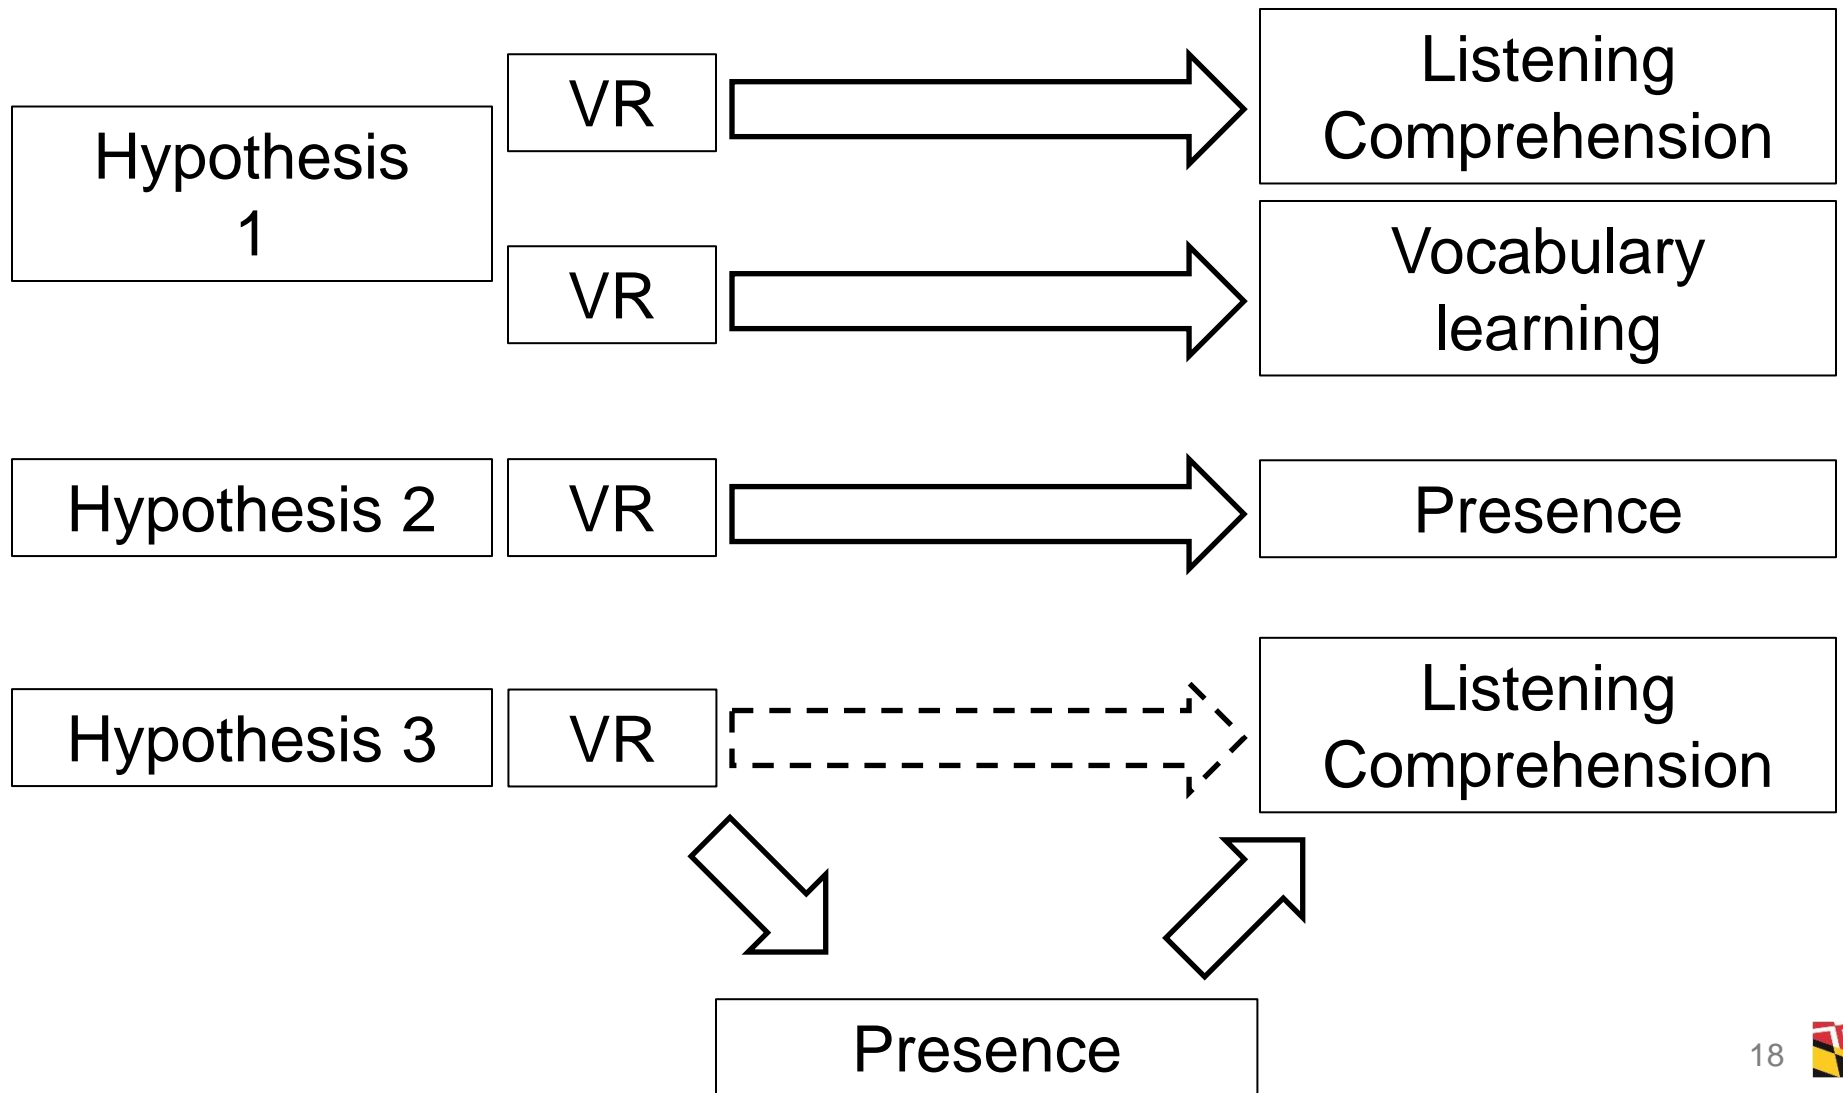 Hypothesis
1
VR
Listening
Comprehension
VR
Vocabulary
learning
Hypothesis 2
VR
Presence
Hypothesis 3
VR
Listening
Comprehension
Presence
18